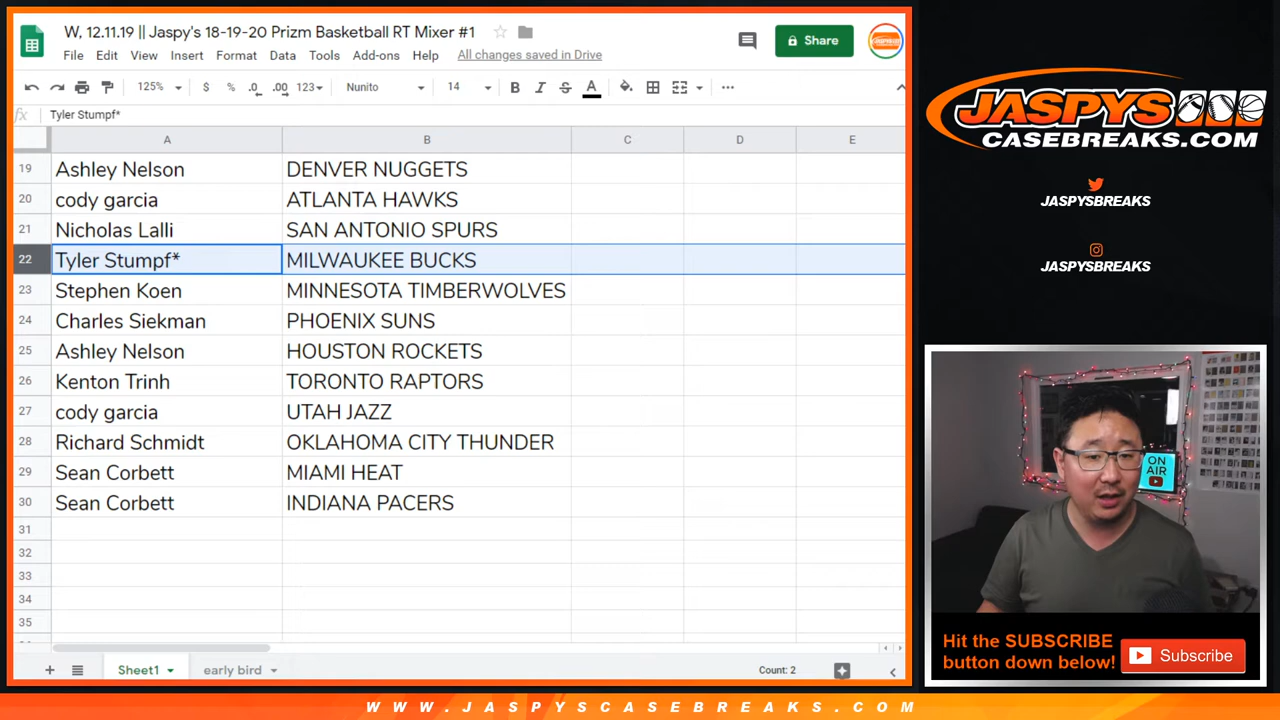 W, 12.11.19 || Jaspy's 18-19-20 Prizm Basketball RT Mixer #1
File Edit View Insert Format Data Tools Add-ons Help All changes saved in Drive
Share
125% $ % .0 .00 123 Nunito 14 B I S A
fx Tyler Stumpf*
A B C D E
19 Ashley Nelson DENVER NUGGETS
20 cody garcia ATLANTA HAWKS
21 Nicholas Lalli SAN ANTONIO SPURS
22 Tyler Stumpf* MILWAUKEE BUCKS
23 Stephen Koen MINNESOTA TIMBERWOLVES
24 Charles Siekman PHOENIX SUNS
25 Ashley Nelson HOUSTON ROCKETS
26 Kenton Trinh TORONTO RAPTORS
27 cody garcia UTAH JAZZ
28 Richard Schmidt OKLAHOMA CITY THUNDER
29 Sean Corbett MIAMI HEAT
30 Sean Corbett INDIANA PACERS
31
32
33
34
35
Sheet1 early bird Count: 2
JASPYS
CASEBREAKS.COM
JASPYSBREAKS
JASPYSBREAKS
ON
AIR
Hit the SUBSCRIBE
button down below!
Subscribe
WWW.JASPYSCASEBREAKS.COM